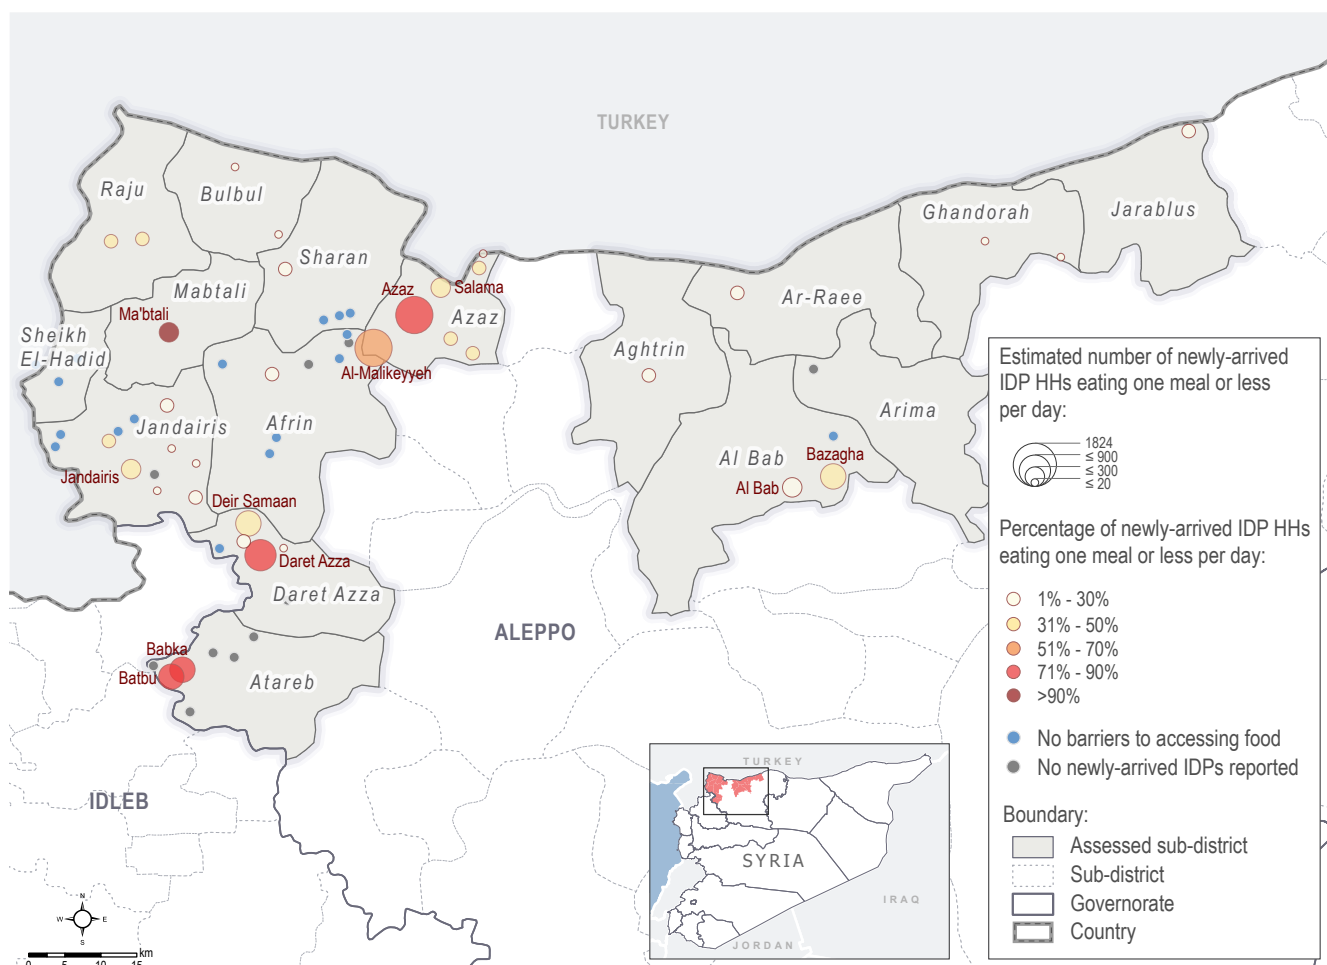 TURKEY
Raju
Bulbul
Sharan
Ghandorah
Jarablus
Mabtali
Ma'btali
Azaz
Salama
Azaz
Ar-Raee
Sheikh
El-Hadid
Al-Malikeyyeh
Aghtrin
Arima
Jandairis
Afrin
Jandairis
Al Bab
Bazagha
Al Bab
Deir Samaan
Daret Azza
Daret Azza
ALEPPO
Babka
Batbu
Atareb
IDLEB
N
W
E
S
km
0 5 10 15
Estimated number of newly-arrived
IDP HHs eating one meal or less
per day:
1824
≤ 900
≤ 300
≤ 20
Percentage of newly-arrived IDP HHs
eating one meal or less per day:
1% - 30%
31% - 50%
51% - 70%
71% - 90%
>90%
No barriers to accessing food
No newly-arrived IDPs reported
Boundary:
Assessed sub-district
Sub-district
Governorate
Country
TURKEY
SYRIA
IRAQ
JORDAN